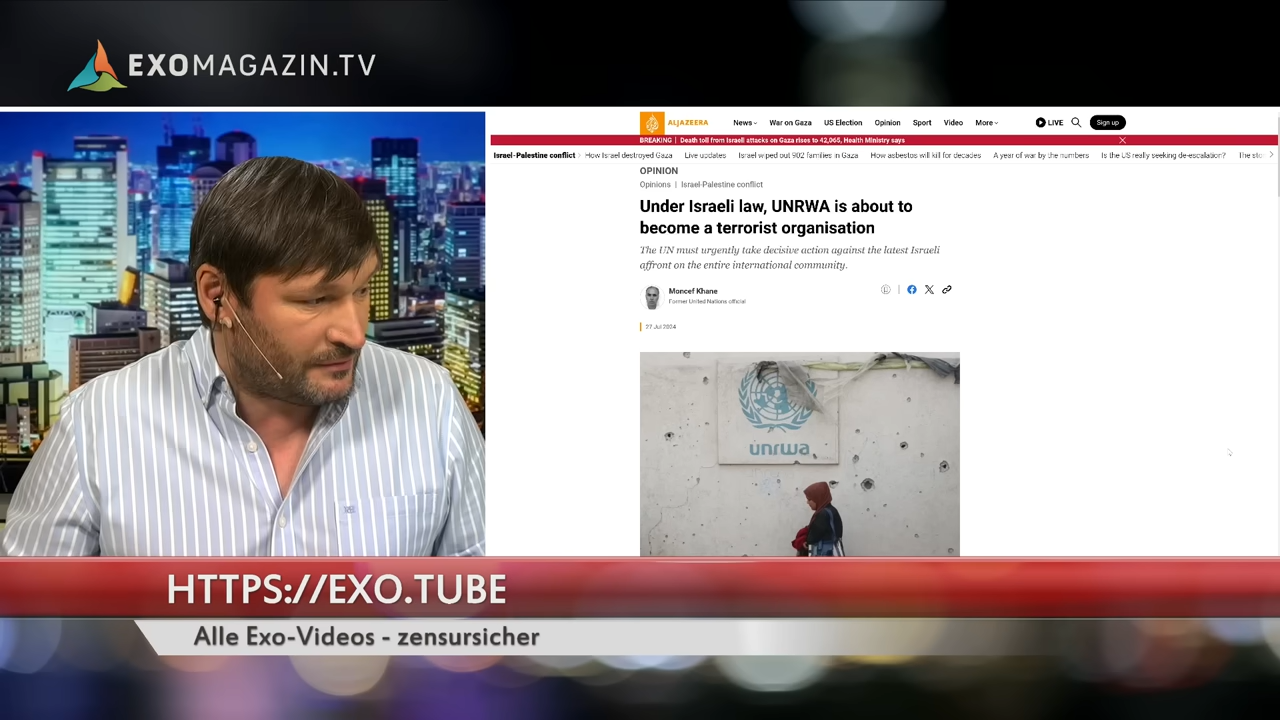 EXOMAGAZIN.TV
ALJAZEERA
News
War on Gaza
US Election
Opinion
Sport
Video
More
LIVE
Sign up
BREAKING | Death toll from Israeli attacks on Gaza rises to 42,065, Health Ministry says
Israel-Palestine conflict
How Israel destroyed Gaza
Live updates
Israel wiped out 902 families in Gaza
How asbestos will kill for decades
A year of war by the numbers
Is the US really seeking de-escalation?
The
OPINION
Opinions | Israel-Palestine conflict
Under Israeli law, UNRWA is about to
become a terrorist organisation
The UN must urgently take decisive action against the latest Israeli
affront on the entire international community.
Moncef Khane
Former United Nations official
27 Jul 2024
unrwa
HTTPS://EXO.TUBE
Alle Exo-Videos - zensursicher